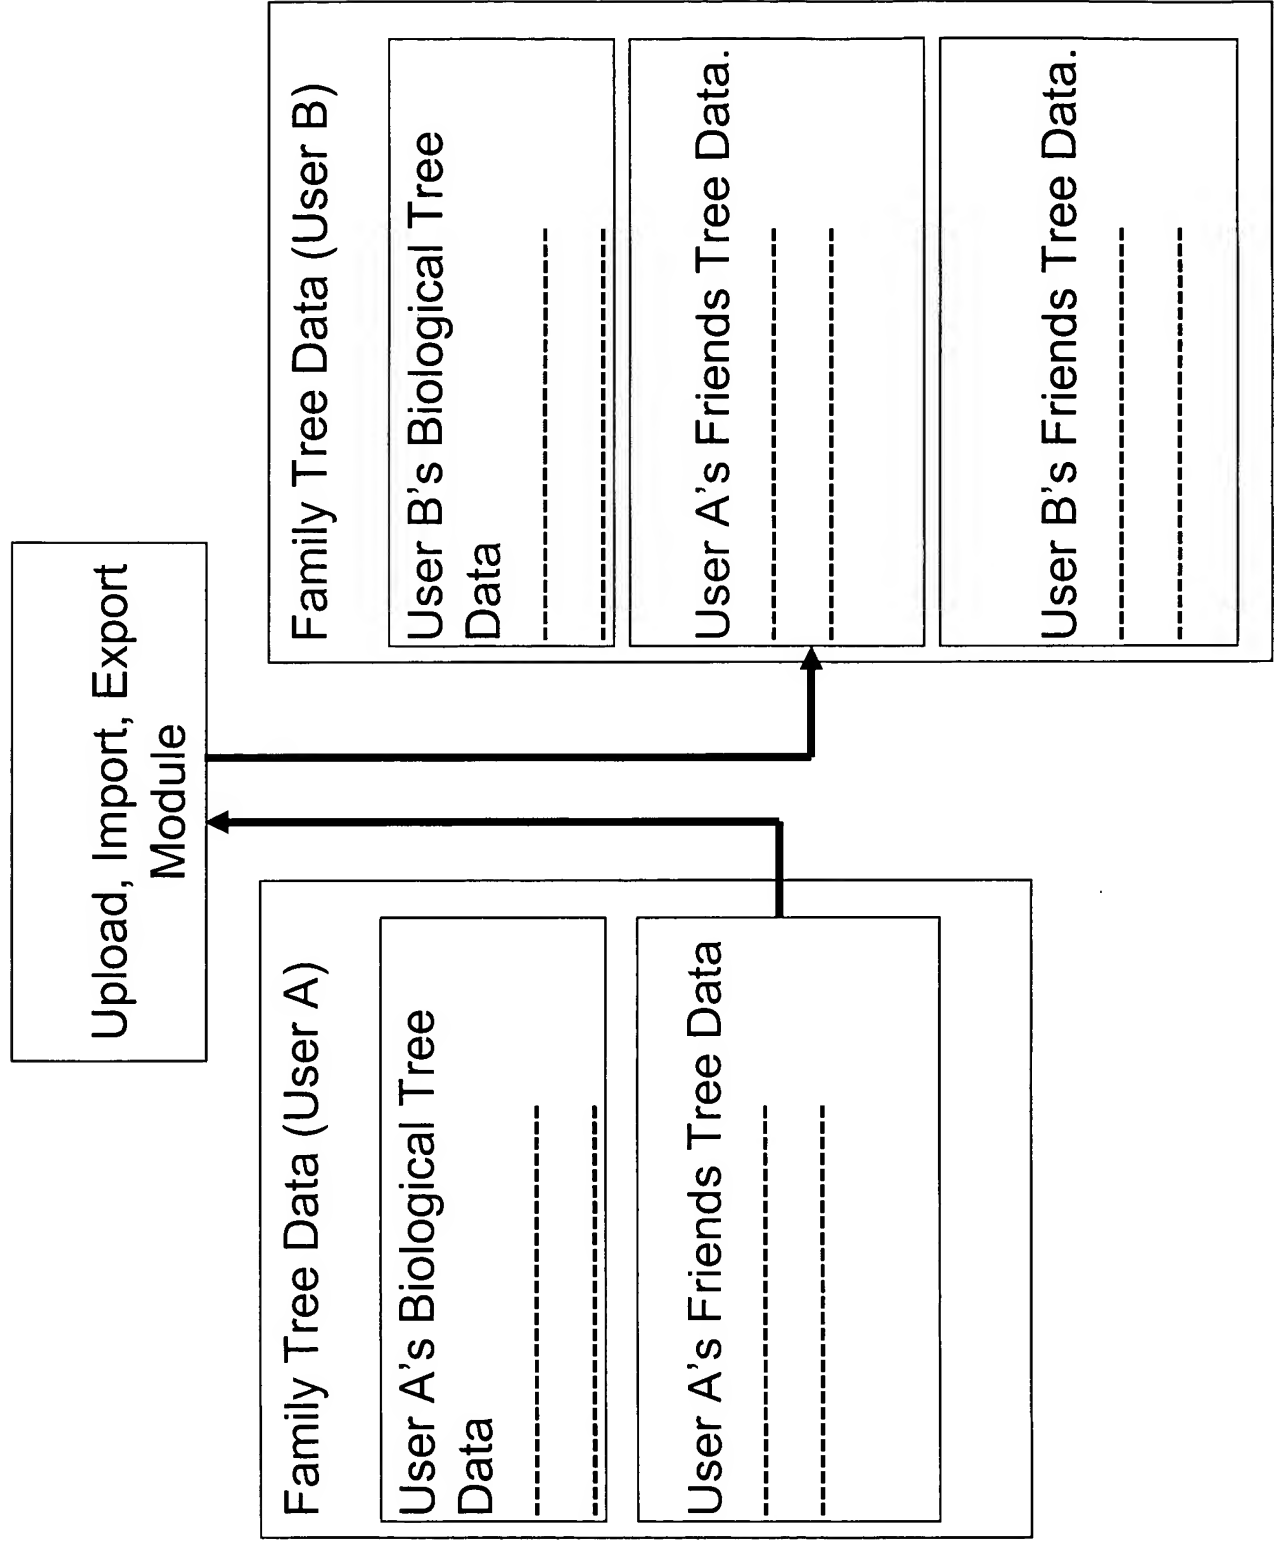 Upload, Import, Export
Module
Family Tree Data (User A)
User A's Biological Tree
Data
User A's Friends Tree Data
Family Tree Data (User B)
User B's Biological Tree
Data
User A's Friends Tree Data.
User B's Friends Tree Data.